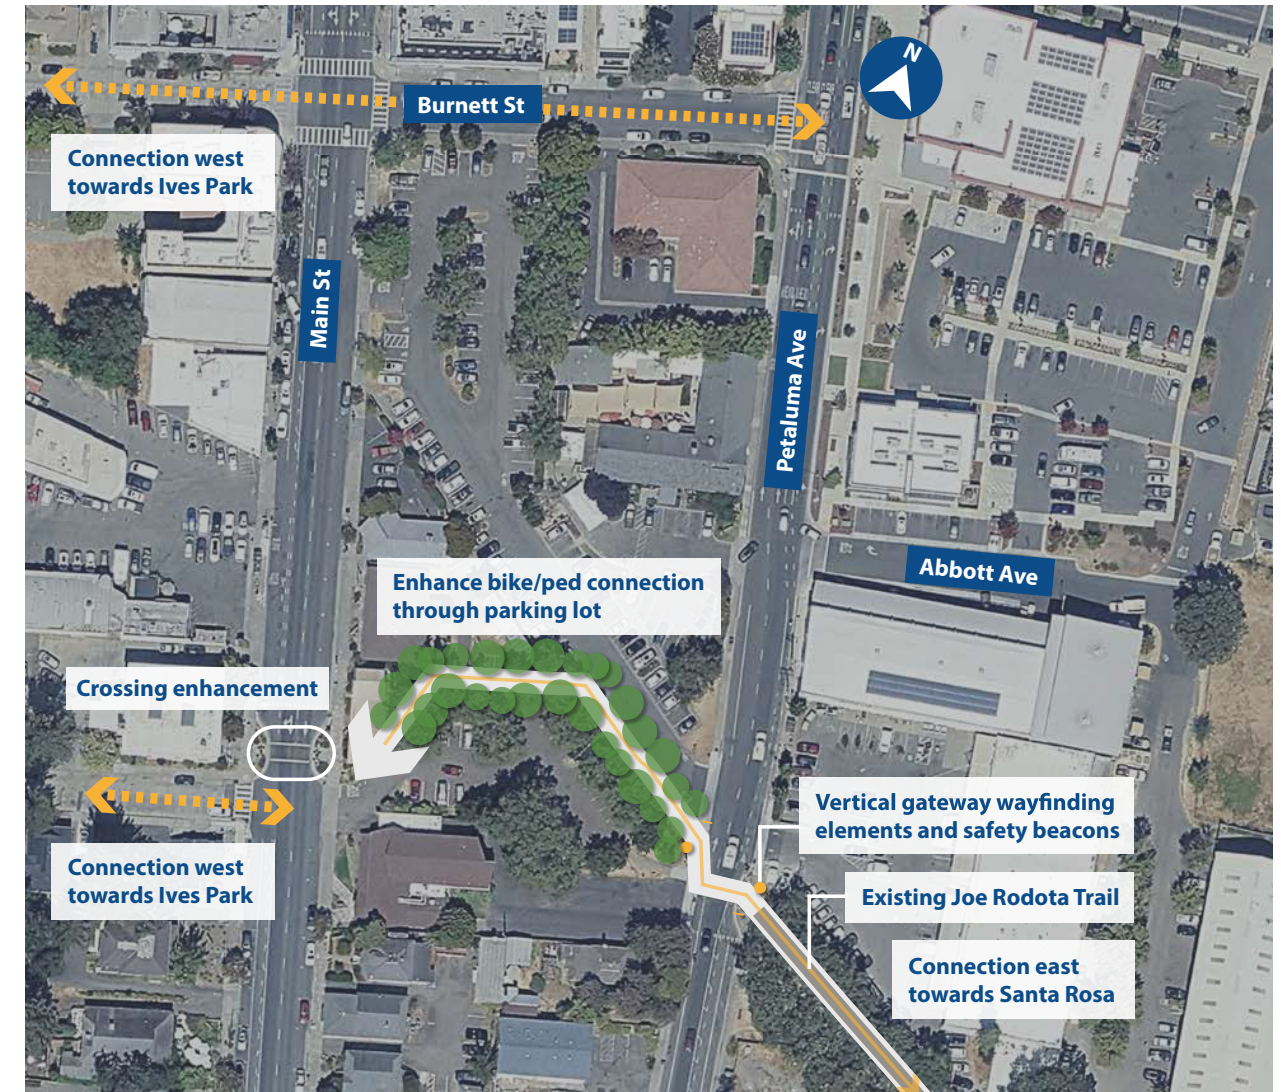 N
Burnett St
Connection west
towards Ives Park
Main St
Petaluma Ave
Abbott Ave
Enhance bike/ped connection
through parking lot
Crossing enhancement
Vertical gateway wayfinding
elements and safety beacons
Connection west
towards Ives Park
Existing Joe Rodota Trail
Connection east
towards Santa Rosa